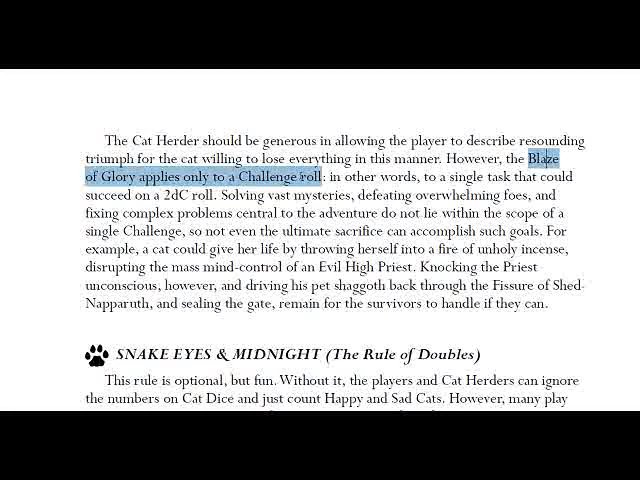 The Cat Herder should be generous in allowing the player to describe resounding
triumph for the cat willing to lose everything in this manner. However, the Blaze
of Glory applies only to a Challenge roll: in other words, to a single task that could
succeed on a 2dC roll. Solving vast mysteries, defeating overwhelming foes, and
fixing complex problems central to the adventure do not lie within the scope of a
single Challenge, so not even the ultimate sacrifice can accomplish such goals. For
example, a cat could give her life by throwing herself into a fire of unholy incense,
disrupting the mass mind-control of an Evil High Priest. Knocking the Priest
unconscious, however, and driving his pet shaggoth back through the Fissure of Shed-
Napparuth, and sealing the gate, remain for the survivors to handle if they can.
SNAKE EYES & MIDNIGHT (The Rule of Doubles)
This rule is optional, but fun. Without it, the players and Cat Herders can ignore
the numbers on Cat Dice and just count Happy and Sad Cats. However, many play